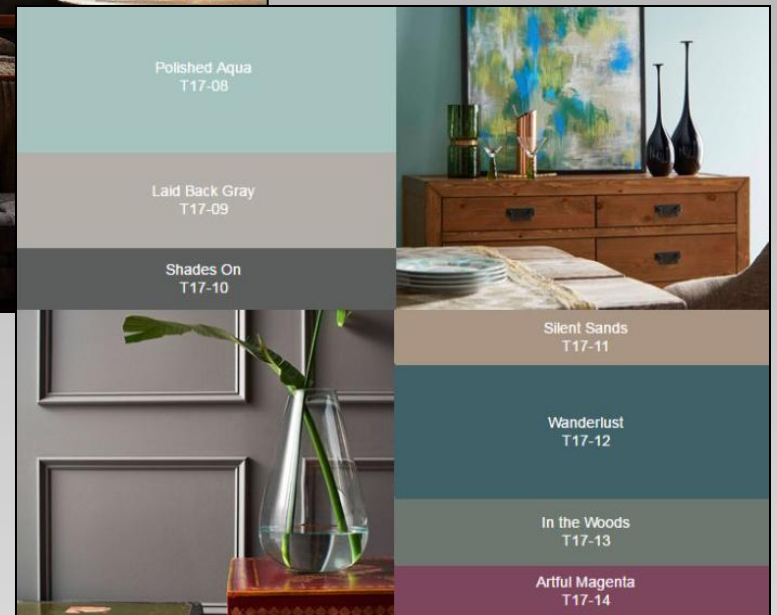 Polished Aqua
T17-08
Laid Back Gray
T17-09
Shades On
T17-10
Silent Sands
T17-11
Wanderlust
T17-12
In the Woods
T17-13
Artful Magenta
T17-14